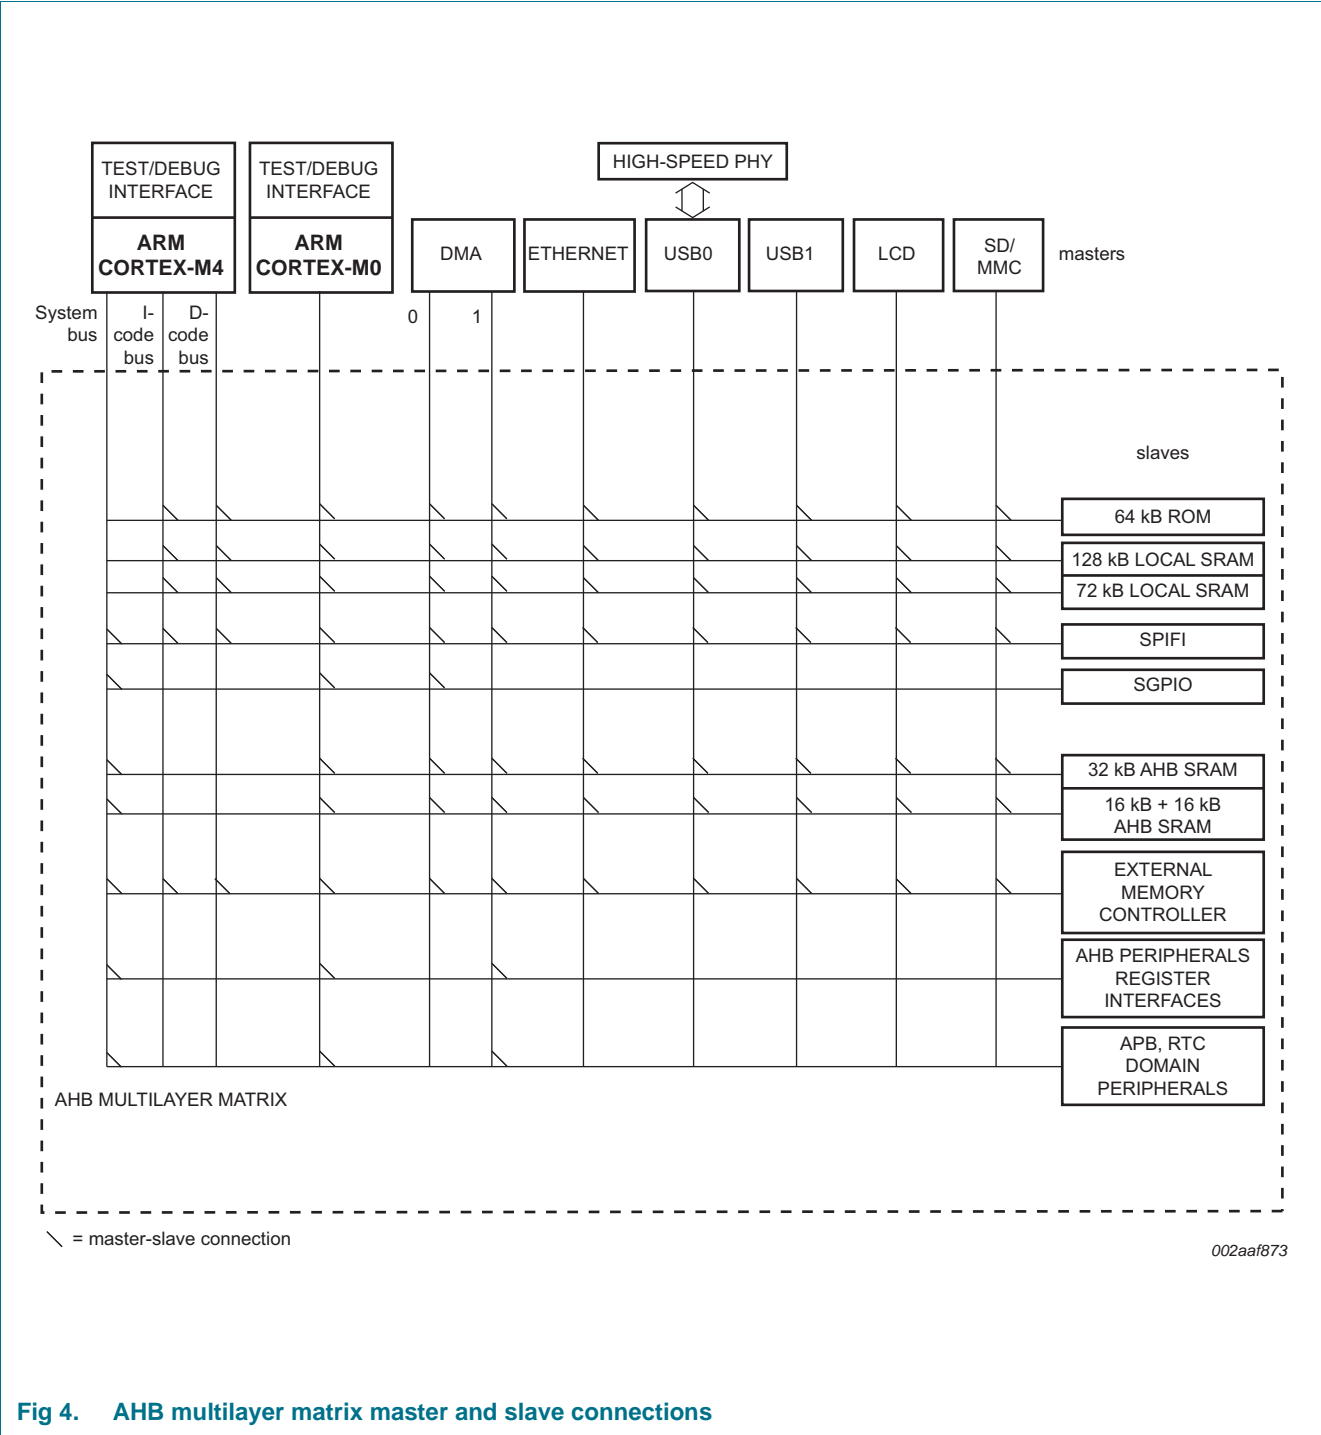 TEST/DEBUG
INTERFACE
TEST/DEBUG
INTERFACE
HIGH-SPEED PHY
ARM
CORTEX-M4
ARM
CORTEX-M0
DMA
ETHERNET
USB0
USB1
LCD
SD/
MMC
masters
System
bus
I-
code
bus
D-
code
bus
0
1
slaves
64 kB ROM
128 kB LOCAL SRAM
72 kB LOCAL SRAM
SPIFI
SGPIO
32 kB AHB SRAM
16 kB + 16 kB
AHB SRAM
EXTERNAL
MEMORY
CONTROLLER
AHB PERIPHERALS
REGISTER
INTERFACES
APB, RTC
DOMAIN
PERIPHERALS
AHB MULTILAYER MATRIX
= master-slave connection
002aaf873
Fig 4. AHB multilayer matrix master and slave connections